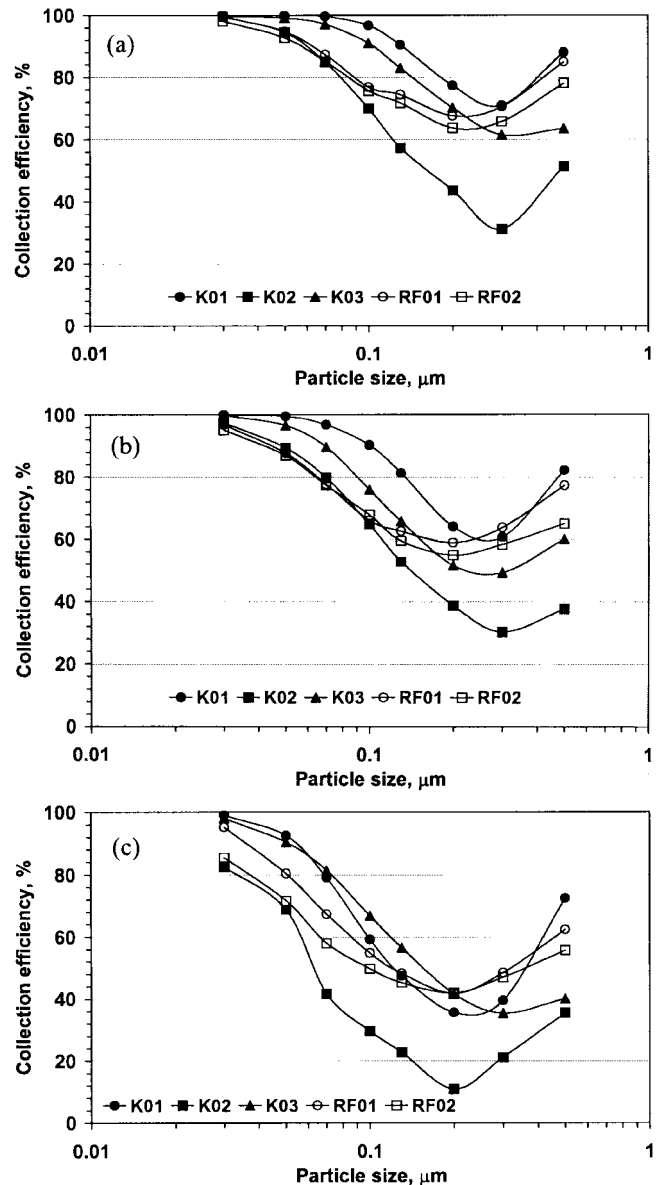 (a)
Collection efficiency, %
100
80
60
40
20
0
K01 K02 K03 RF01 RF02
0.01 0.1 1
Particle size, μm
(b)
Collection efficiency, %
100
80
60
40
20
0
K01 K02 K03 RF01 RF02
0.01 0.1 1
Particle size, μm
(c)
Collection efficiency, %
100
80
60
40
20
0
K01 K02 K03 RF01 RF02
0.01 0.1 1
Particle size, μm